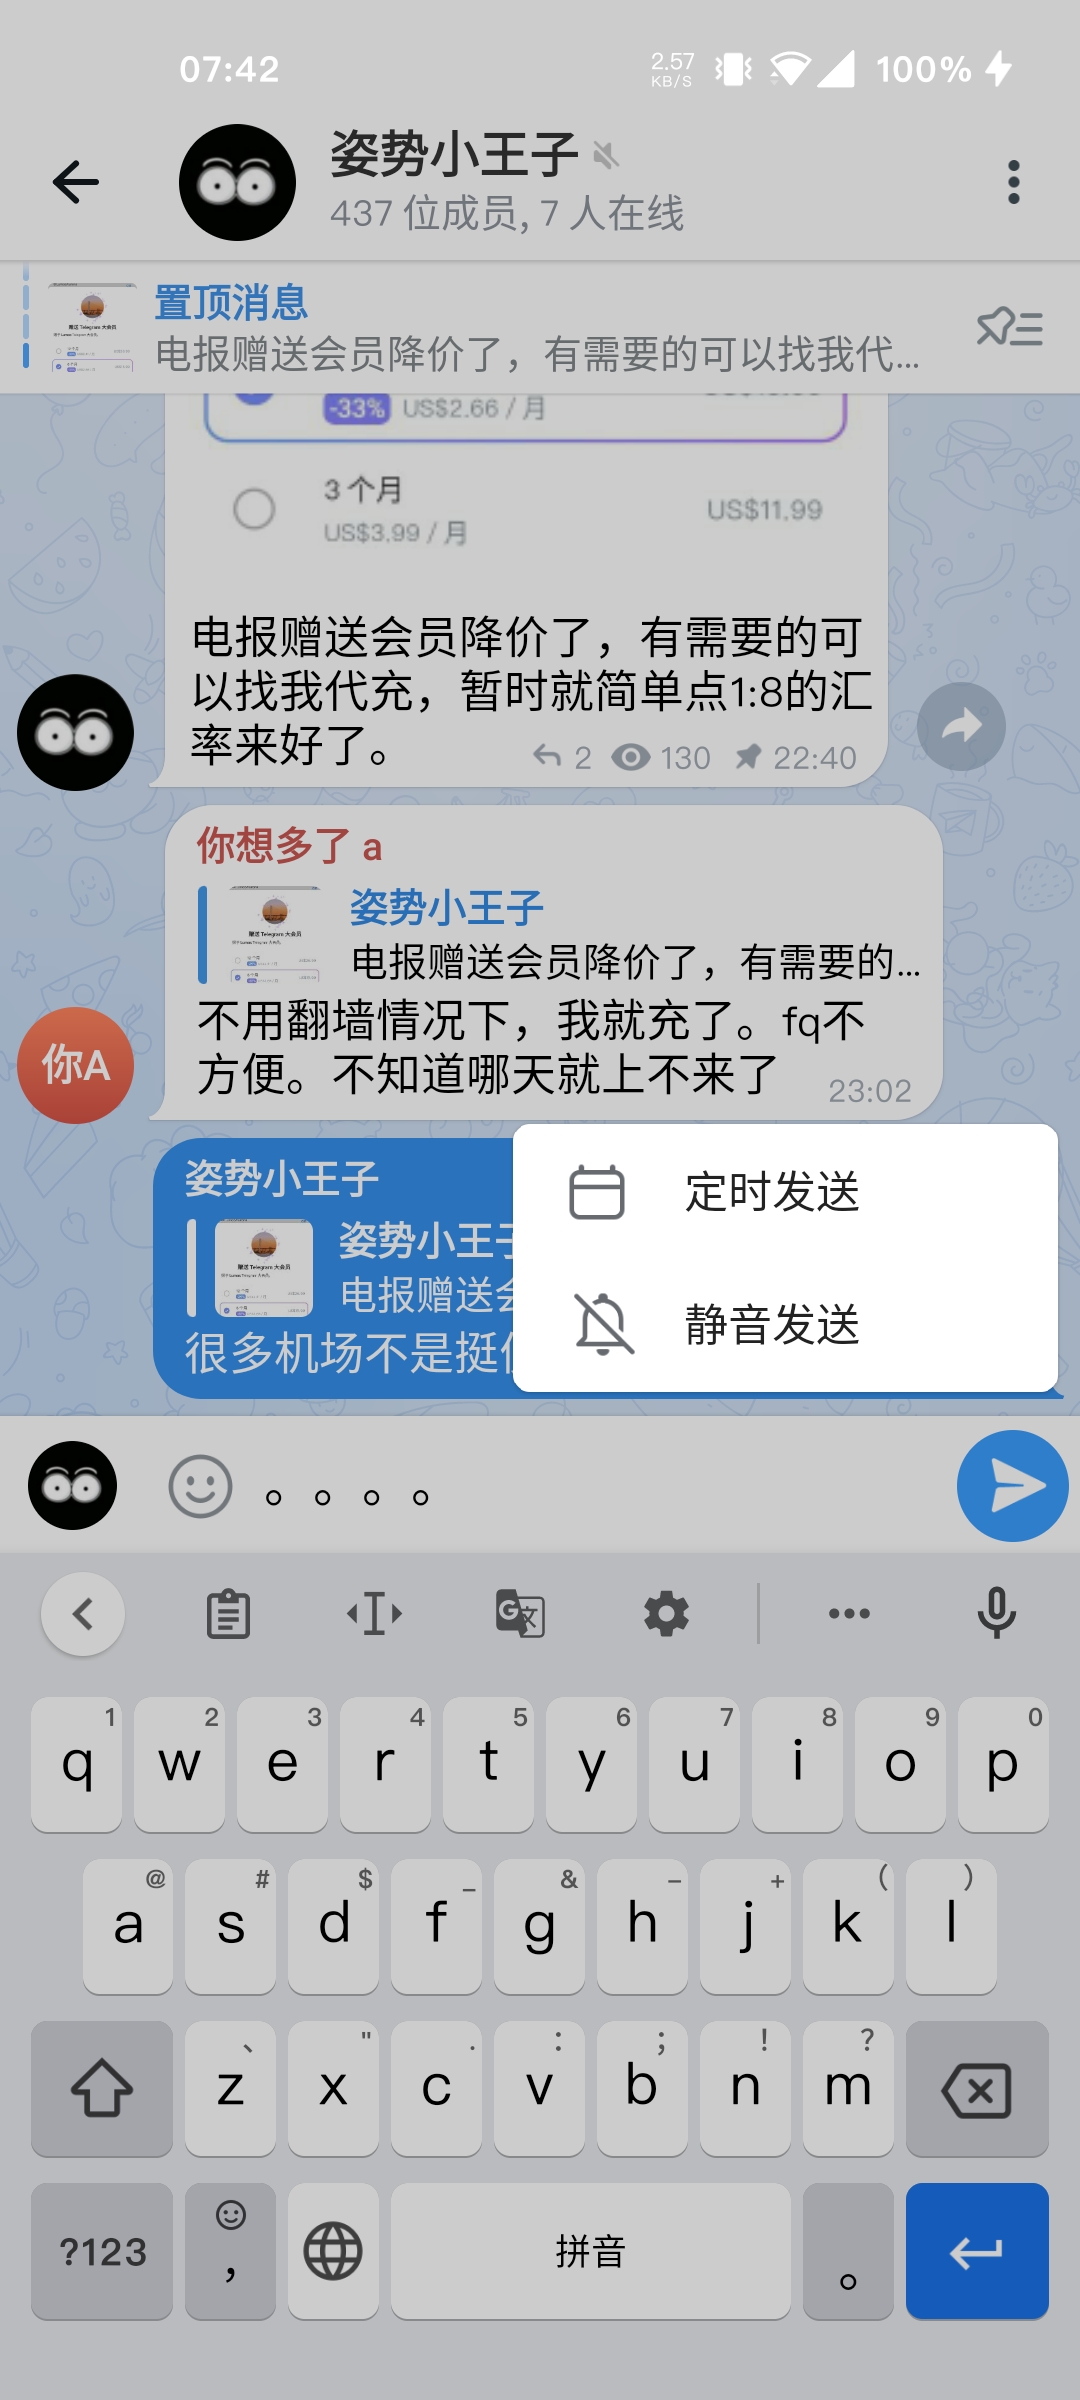 07:42
2.57
KB/S
100%
姿势小王子
437 位成员, 7 人在线
置顶消息
电报赠送会员降价了，有需要的可以找我代...
-33% US$2.66 / 月
3 个月
US$3.99 / 月
US$11.99
电报赠送会员降价了，有需要的可
以找我代充，暂时就简单点1:8的汇
率来好了。
2 130 22:40
你想多了 a
姿势小王子
电报赠送会员降价了，有需要的...
不用翻墙情况下，我就充了。fq不
方便。不知道哪天就上不来了
23:02
你A
姿势小王子
姿势小王子
电报赠送会
很多机场不是挺
定时发送
静音发送
。。。。
1 2 3 4 5 6 7 8 9 0
q w e r t y u i o p
@ # $ _ & - + ( )
a s d f g h j k l
、 " . : ; ! ?
z x c v b n m
?123 , 拼音 。